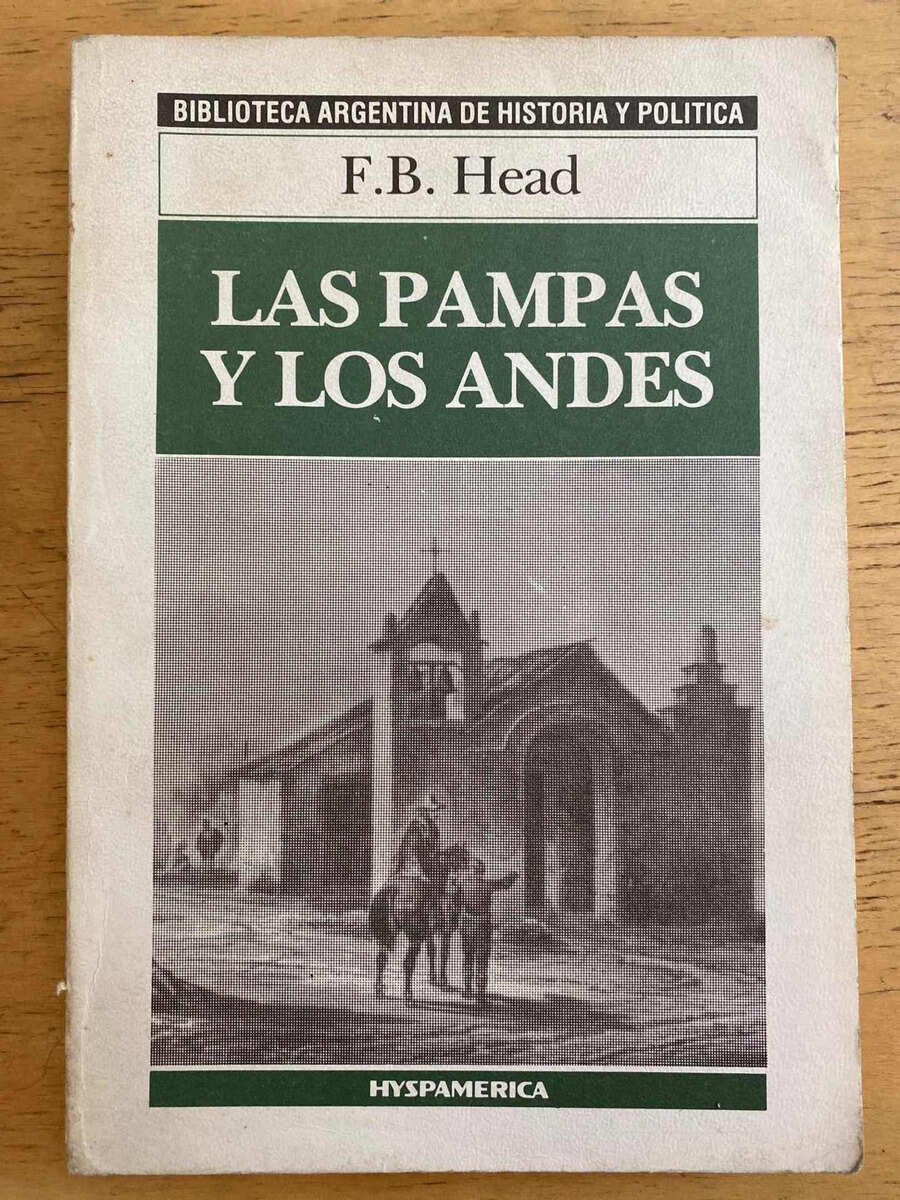 BIBLIOTECA ARGENTINA DE HISTORIA Y POLITICA
F.B. Head
LAS PAMPAS
Y LOS ANDES
HYSPAMERICA